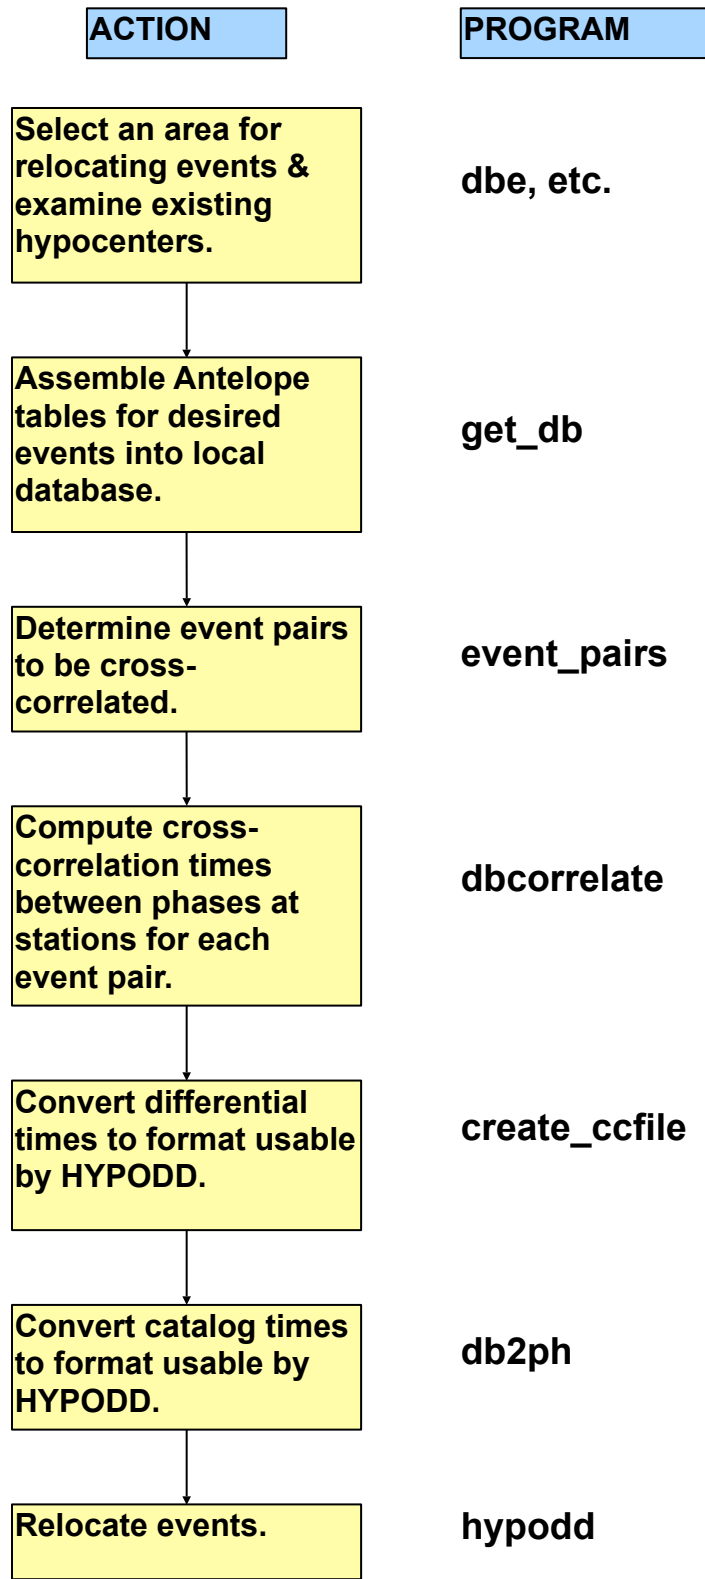 ACTION
PROGRAM
Select an area for
relocating events &
examine existing
hypocenters.
dbe, etc.
Assemble Antelope
tables for desired
events into local
database.
get_db
Determine event pairs
to be cross-
correlated.
event_pairs
Compute cross-
correlation times
between phases at
stations for each
event pair.
dbcorrelate
Convert differential
times to format usable
by HYPODD.
create_ccfile
Convert catalog times
to format usable by
HYPODD.
db2ph
Relocate events.
hypodd